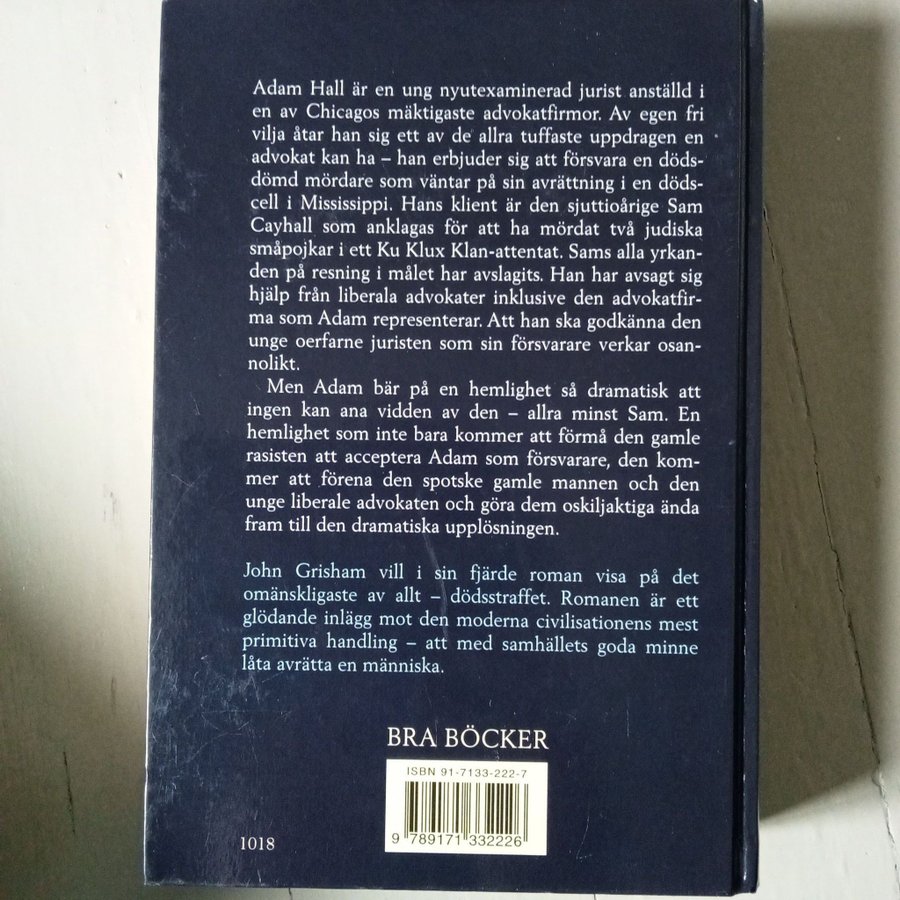 Adam Hall är en ung nyutexaminerad jurist anställd i
en av Chicagos mäktigaste advokatfirmor. Av egen fri
vilja åtar han sig ett av de allra tuffaste uppdragen en
advokat kan ha – han erbjuder sig att försvara en döds-
dömd mördare som väntar på sin avrättning i en döds-
cell i Mississippi. Hans klient är den sjuttioårige Sam
Cayhall som anklagas för att ha mördat två judiska
småpojkar i ett Ku Klux Klan-attentat. Sams alla yrkan-
den på resning i målet har avslagits. Han har avsagt sig
hjälp från liberala advokater inklusive den advokatfir-
ma som Adam representerar. Att han ska godkänna den
unge oerfarne juristen som sin försvarare verkar osan-
nolikt.
Men Adam bär på en hemlighet så dramatisk att
ingen kan ana vidden av den – allra minst Sam. En
hemlighet som inte bara kommer att förmå den gamle
rasisten att acceptera Adam som försvarare, den kom-
mer att förena den spotske gamle mannen och den
unge liberale advokaten och göra dem oskiljaktiga ända
fram till den dramatiska upplösningen.
John Grisham vill i sin fjärde roman visa på det
omänskligaste av allt – dödsstraffet. Romanen är ett
glödande inlägg mot den moderna civilisationens mest
primitiva handling – att med samhällets goda minne
låta avrätta en människa.
BRA BÖCKER
ISBN 91-7133-222-7
9 789171 332226
1018